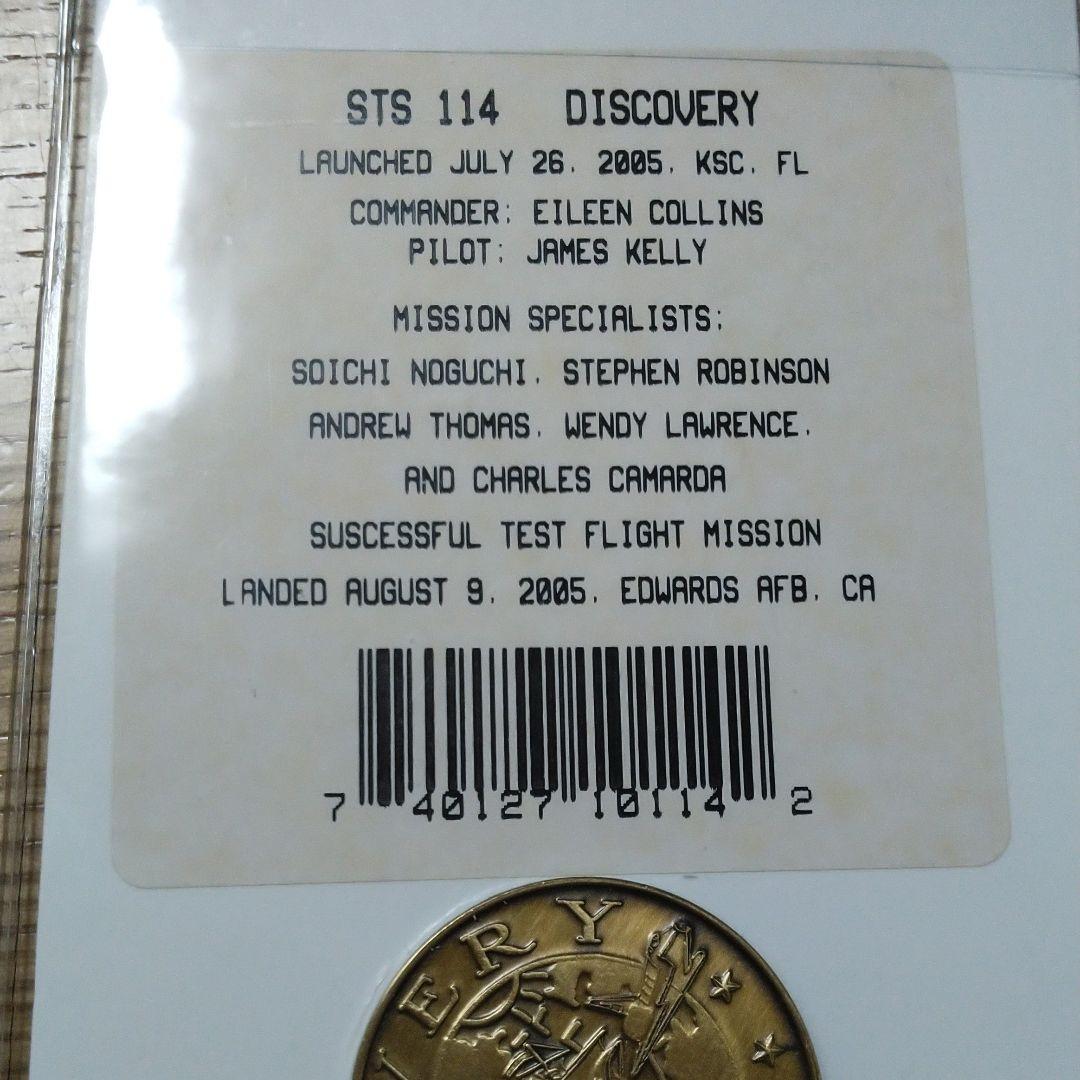 STS 114 DISCOVERY
LAUNCHED JULY 26, 2005, KSC, FL
COMMANDER: EILEEN COLLINS
PILOT: JAMES KELLY
MISSION SPECIALISTS:
SOICHI NOGUCHI, STEPHEN ROBINSON
ANDREW THOMAS, WENDY LAWRENCE,
AND CHARLES CAMARDA
SUSCESSFUL TEST FLIGHT MISSION
LANDED AUGUST 9, 2005, EDWARDS AFB, CA
7 40127 10114 2
VERY